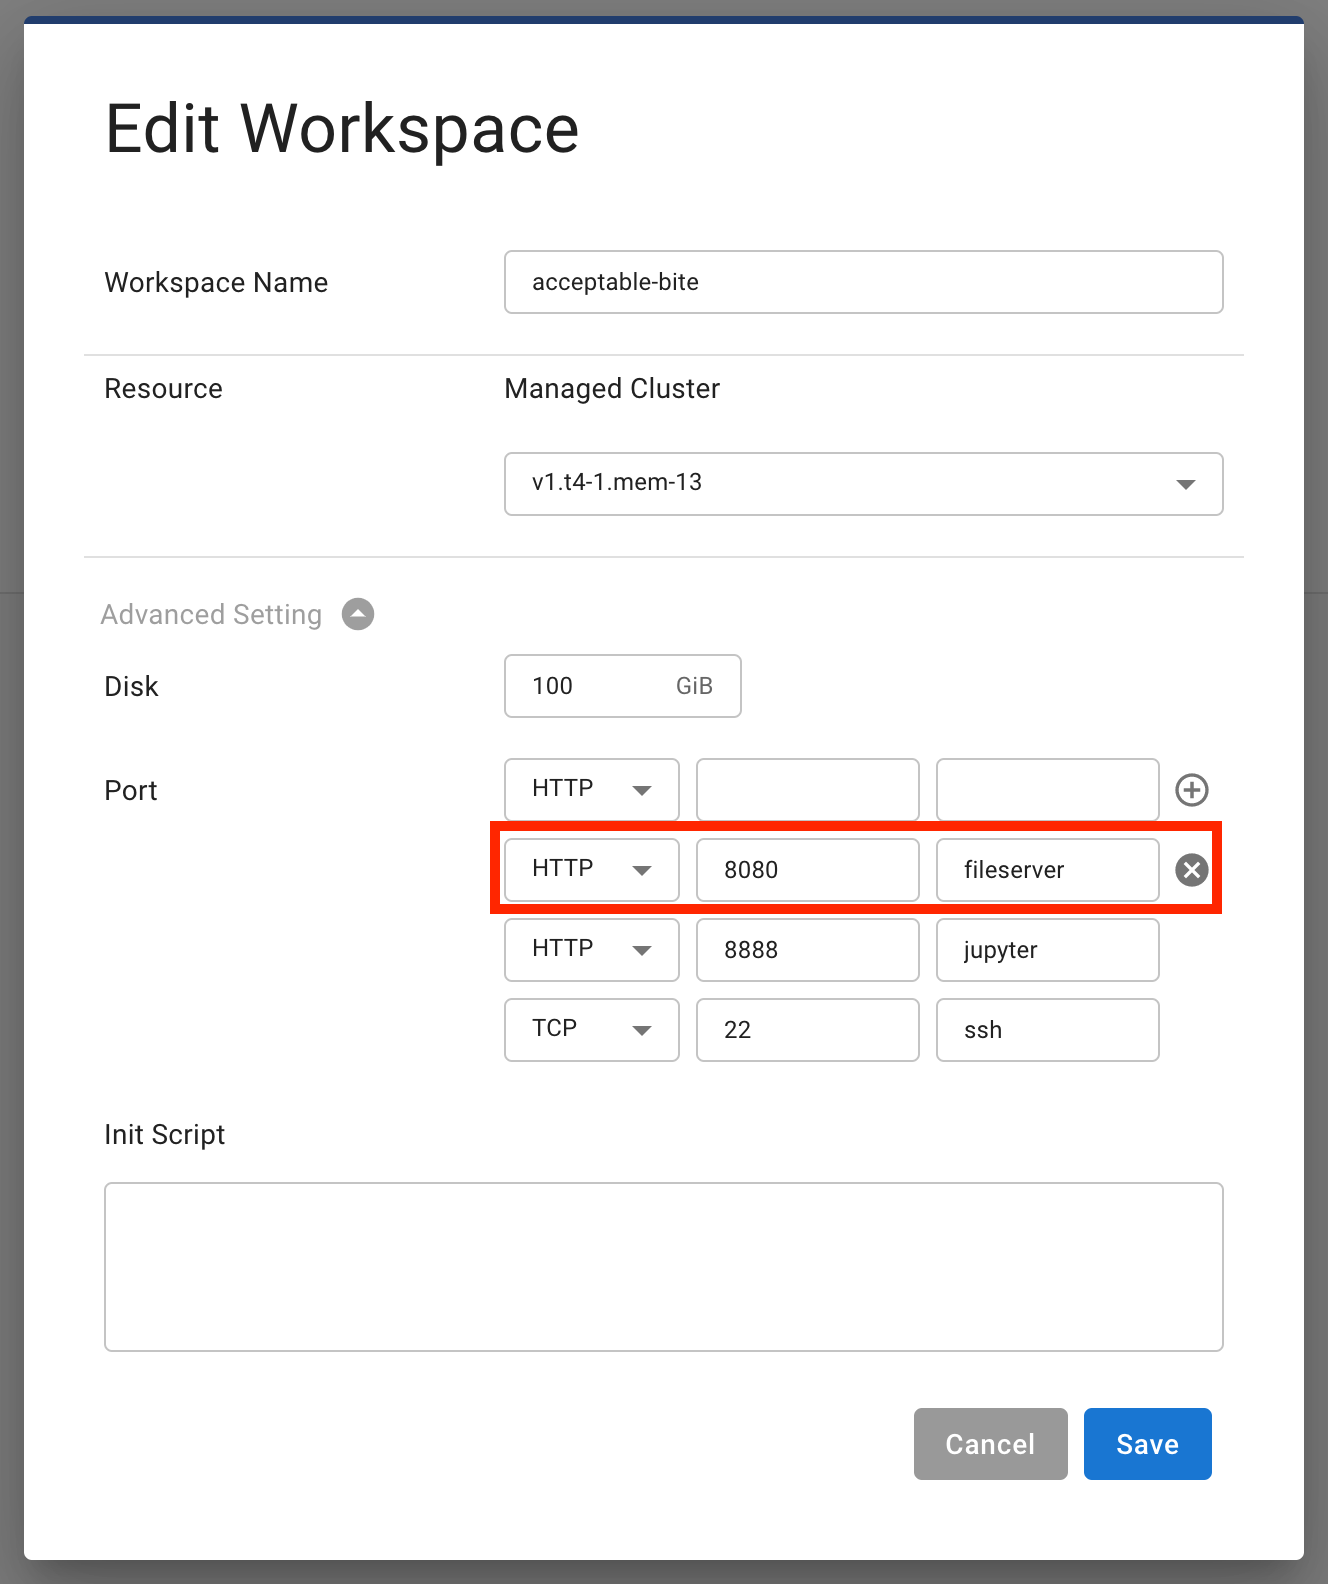 Edit Workspace
Workspace Name
acceptable-bite
Resource
Managed Cluster
v1.t4-1.mem-13
Advanced Setting
Disk
100 GiB
Port
HTTP
HTTP 8080 fileserver
HTTP 8888 jupyter
TCP 22 ssh
Init Script
Cancel Save